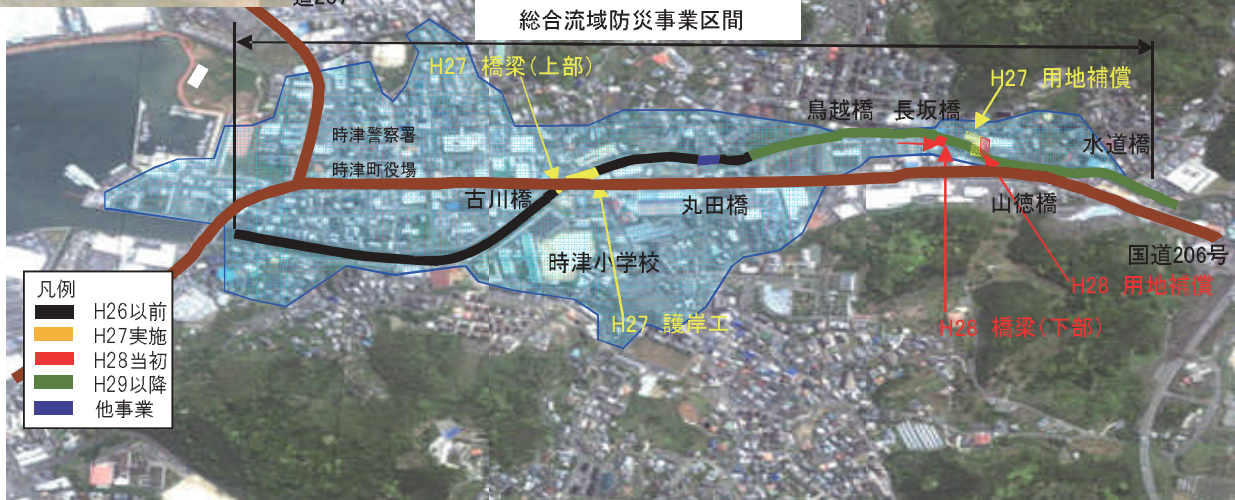 総合流域防災事業区間
H27 橋梁(上部)
H27 用地補償
鳥越橋 長坂橋
時津警察署
水道橋
時津町役場
古川橋
丸田橋
山徳橋
時津小学校
国道206号
H28 用地補償
H27 護岸工
H28 橋梁(下部)
凡例
H26以前
H27実施
H28当初
H29以降
他事業